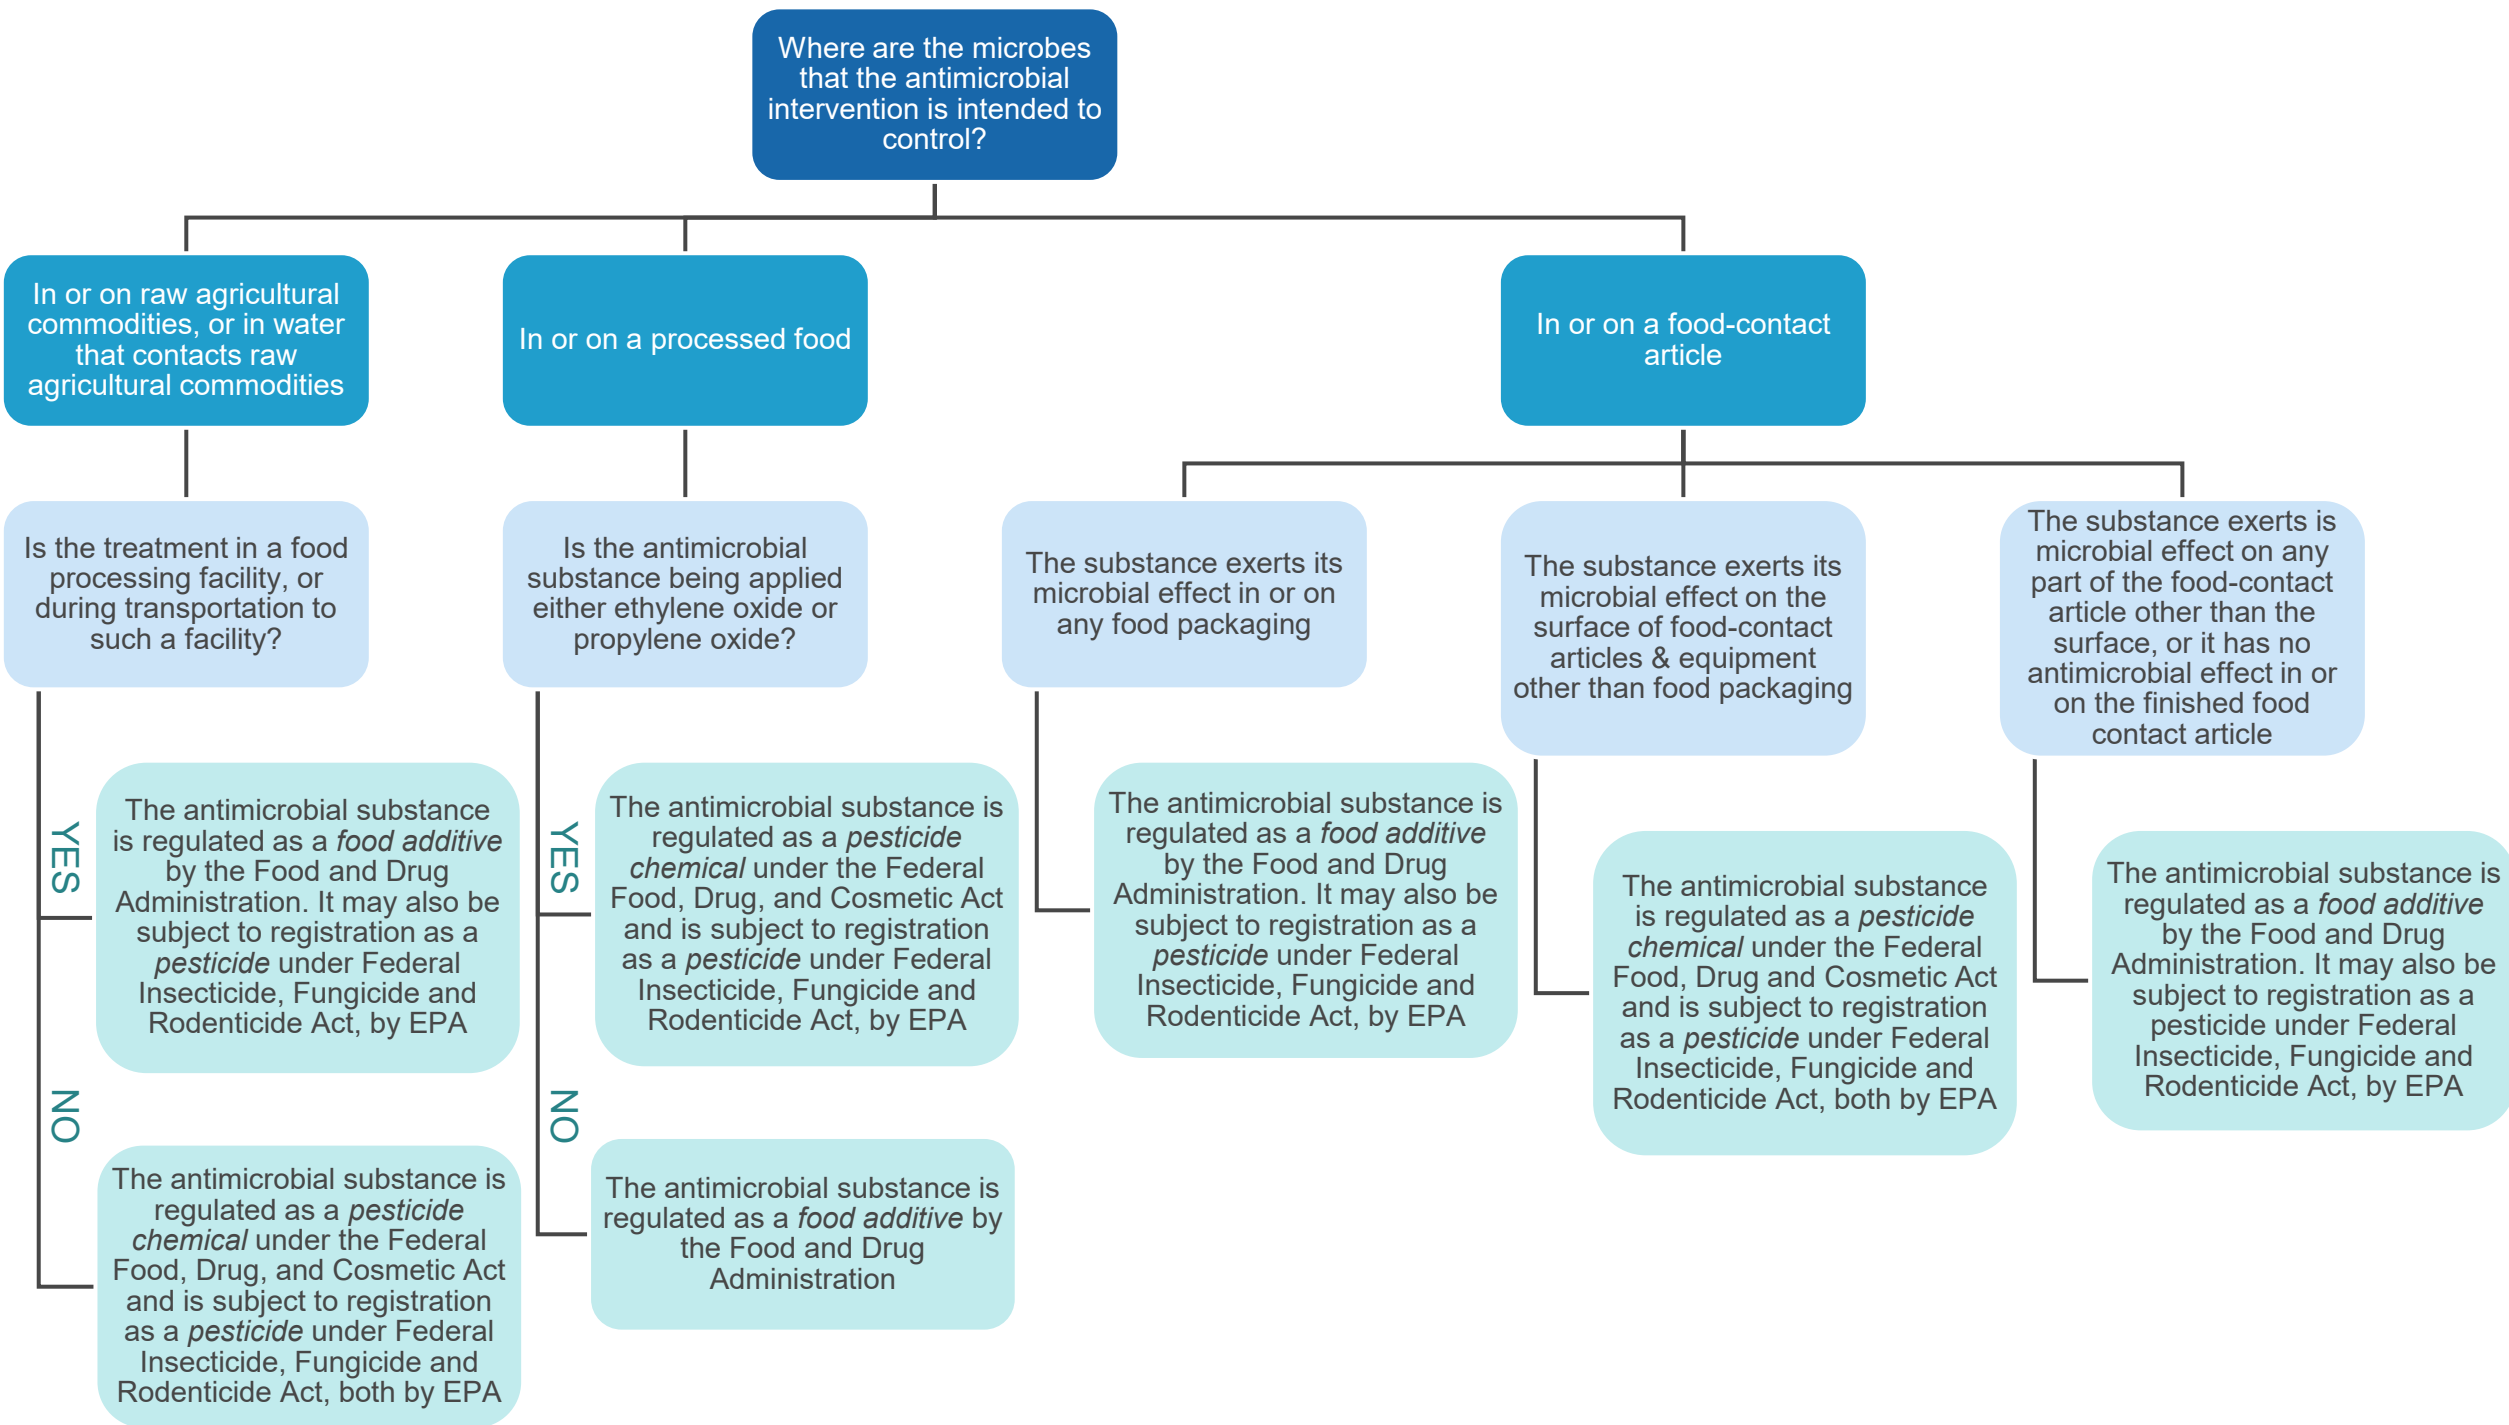 Where are the microbes
that the antimicrobial
intervention is intended to
control?
In or on raw agricultural
commodities, or in water
that contacts raw
agricultural commodities
In or on a processed food
In or on a food-contact
article
Is the treatment in a food
processing facility, or
during transportation to
such a facility?
Is the antimicrobial
substance being applied
either ethylene oxide or
propylene oxide?
The substance exerts its
microbial effect in or on
any food packaging
The substance exerts its
microbial effect on the
surface of food-contact
articles & equipment
other than food packaging
The substance exerts is
microbial effect on any
part of the food-contact
article other than the
surface, or it has no
antimicrobial effect in or
on the finished food
contact article
YES
The antimicrobial substance
is regulated as a food additive
by the Food and Drug
Administration. It may also be
subject to registration as a
pesticide under Federal
Insecticide, Fungicide and
Rodenticide Act, by EPA
NO
The antimicrobial substance is
regulated as a pesticide
chemical under the Federal
Food, Drug, and Cosmetic Act
and is subject to registration
as a pesticide under Federal
Insecticide, Fungicide and
Rodenticide Act, both by EPA
YES
The antimicrobial substance is
regulated as a pesticide
chemical under the Federal
Food, Drug, and Cosmetic Act
and is subject to registration
as a pesticide under Federal
Insecticide, Fungicide and
Rodenticide Act, by EPA
NO
The antimicrobial substance is
regulated as a food additive by
the Food and Drug
Administration
The antimicrobial substance is
regulated as a food additive
by the Food and Drug
Administration. It may also be
subject to registration as a
pesticide under Federal
Insecticide, Fungicide and
Rodenticide Act, by EPA
The antimicrobial substance
is regulated as a pesticide
chemical under the Federal
Food, Drug and Cosmetic Act
and is subject to registration
as a pesticide under Federal
Insecticide, Fungicide and
Rodenticide Act, both by EPA
The antimicrobial substance is
regulated as a food additive
by the Food and Drug
Administration. It may also be
subject to registration as a
pesticide under Federal
Insecticide, Fungicide and
Rodenticide Act, by EPA